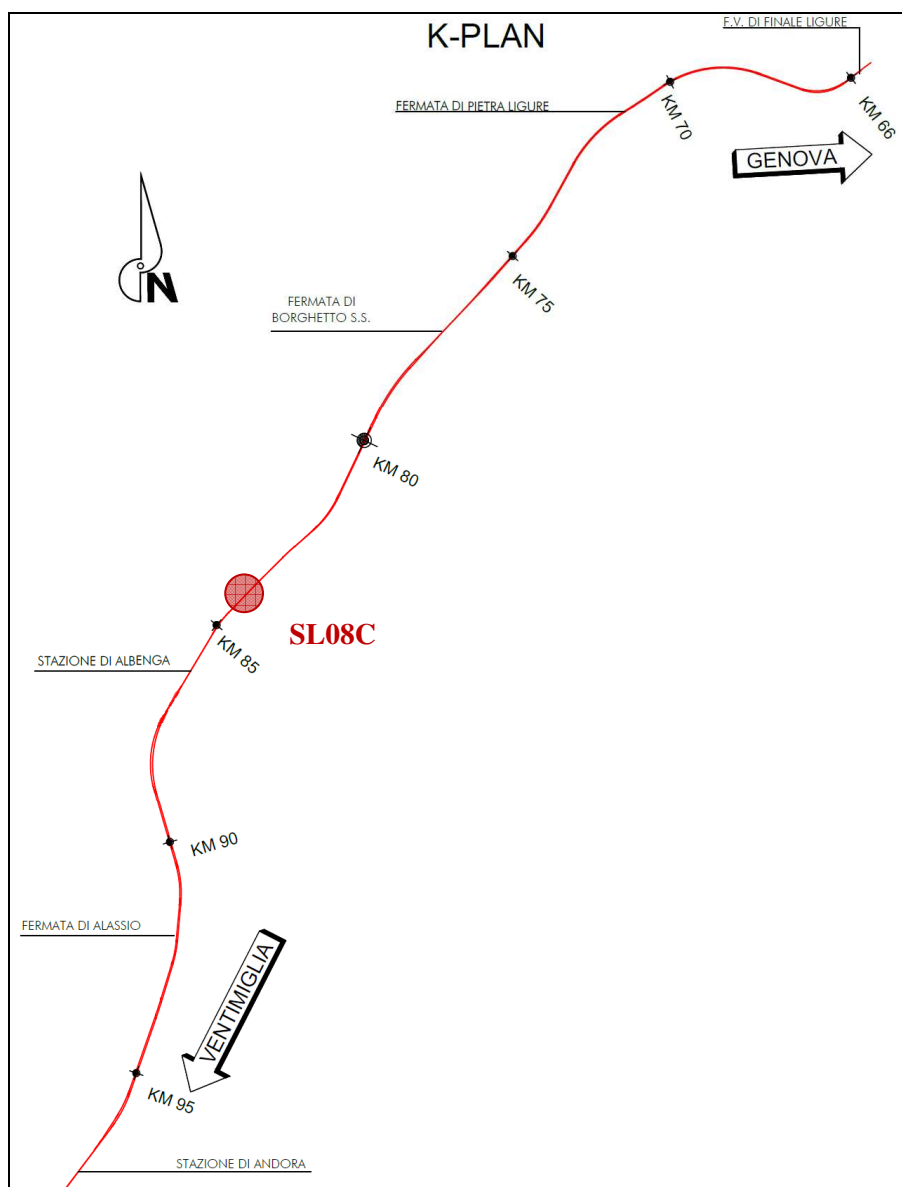 K-PLAN
F.V. DI FINALE LIGURE
FERMATA DI PIETRA LIGURE
KM 70
KM 66
GENOVA
N
KM 75
FERMATA DI
BORGHETTO S.S.
KM 80
SL08C
KM 85
STAZIONE DI ALBENGA
KM 90
FERMATA DI ALASSIO
VENTIMIGLIA
KM 95
STAZIONE DI ANDORA